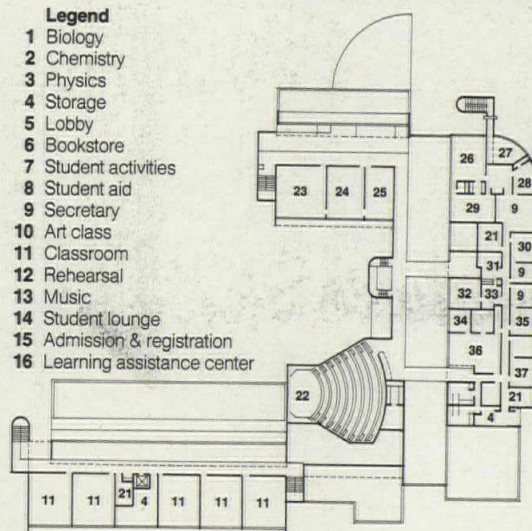 Legend
1 Biology
2 Chemistry
3 Physics
4 Storage
5 Lobby
6 Bookstore
7 Student activities
8 Student aid
9 Secretary
10 Art class
11 Classroom
12 Rehearsal
13 Music
14 Student lounge
15 Admission & registration
16 Learning assistance center
27
26
28
23 24 25
29 9
21
30
31
9
32 33 9
34 35
36
37
22
21
4
21
11 11 4 11 11 11